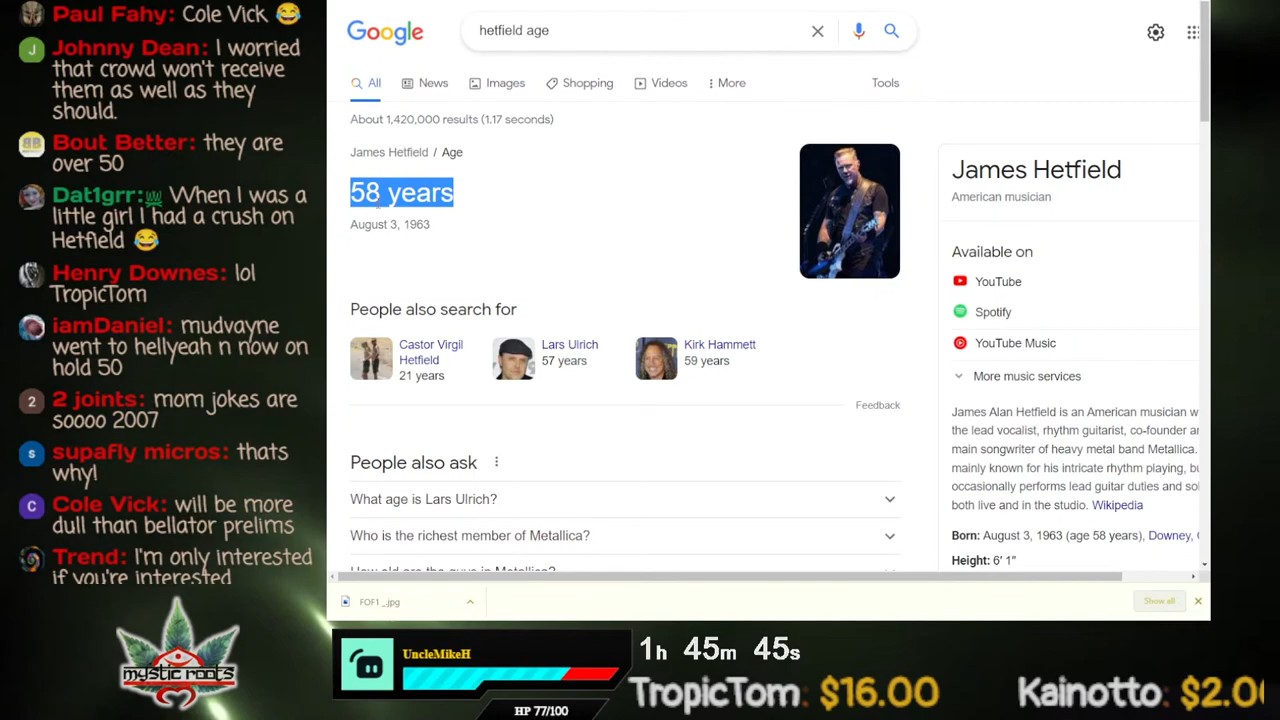 Paul Fahy: Cole Vick 😂
Johnny Dean: I worried
that crowd won't receive
them as well as they
should.
Bout Better: they are
over 50
Dat1grr: When I was a
little girl I had a crush on
Hetfield 😂
Henry Downes: lol
TropicTom
iamDaniel: mudvayne
went to hellyeah n now on
hold 50
2 joints: mom jokes are
soooo 2007
supafly micros: thats
why!
Cole Vick: will be more
dull than bellator prelims
Trend: I'm only interested
if you're interested
mystic roots
Google
hetfield age
All
News
Images
Shopping
Videos
More
Tools
About 1,420,000 results (1.17 seconds)
James Hetfield / Age
58 years
August 3, 1963
People also search for
Castor Virgil
Hetfield
21 years
Lars Ulrich
57 years
Kirk Hammett
59 years
Feedback
People also ask
What age is Lars Ulrich?
Who is the richest member of Metallica?
How old are the guys in Metallica?
James Hetfield
American musician
Available on
YouTube
Spotify
YouTube Music
More music services
James Alan Hetfield is an American musician w
the lead vocalist, rhythm guitarist, co-founder a
main songwriter of heavy metal band Metallica.
mainly known for his intricate rhythm playing, bu
occasionally performs lead guitar duties and so
both live and in the studio. Wikipedia
Born: August 3, 1963 (age 58 years), Downey, C
Height: 6′ 1″
FOF1_.jpg
Show all
UncleMikeH
HP 77/100
1h 45m 45s
TropicTom: $16.00
Kainotto: $2.0